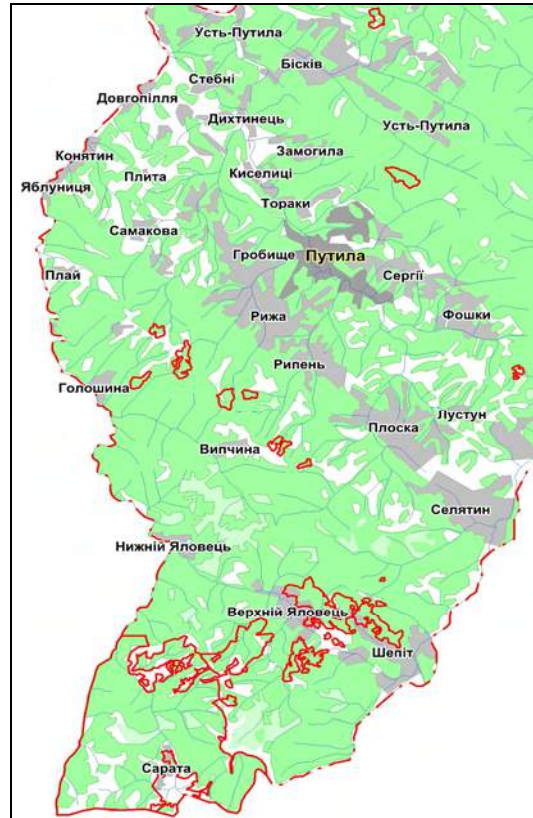 Усть-Путила
Бісків
Стебні
Довгопілля
Дихтинець
Усть-Путила
Замогила
Конятин
Киселиці
Плита
Яблуниця
Тораки
Самакова
Гробище
Путила
Сергії
Плай
Рижа
Фошки
Рипень
Голошина
Лустун
Плоска
Випчина
Селятин
Нижній Яловець
Верхній Яловець
Шепіт
Сарата